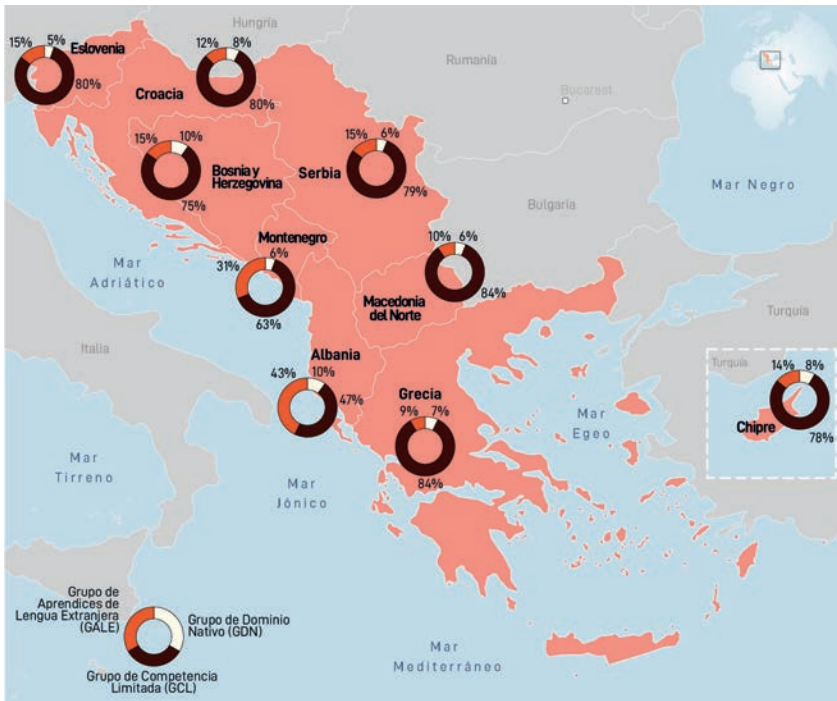 Hungría
15%
5%
Eslovenia
80%
12%
8%
Croacia
80%
Rumanía
Bucarest
15%
10%
Bosnia y
Herzegovina
75%
15%
6%
Serbia
79%
Mar Negro
Bulgaria
Montenegro
31%
6%
63%
10%
6%
84%
Macedonia
del Norte
Mar
Adriático
Italia
Turquía
Albania
43%
10%
47%
Grecia
9%
7%
84%
Mar
Egeo
Turquía
14%
8%
Chipre
78%
Mar
Tirreno
Mar
Jónico
Grupo de
Aprendices de
Lengua Extranjera
(GALE)
Grupo de Dominio
Nativo (GDN)
Grupo de Competencia
Limitada (GCL)
Mar
Mediterráneo